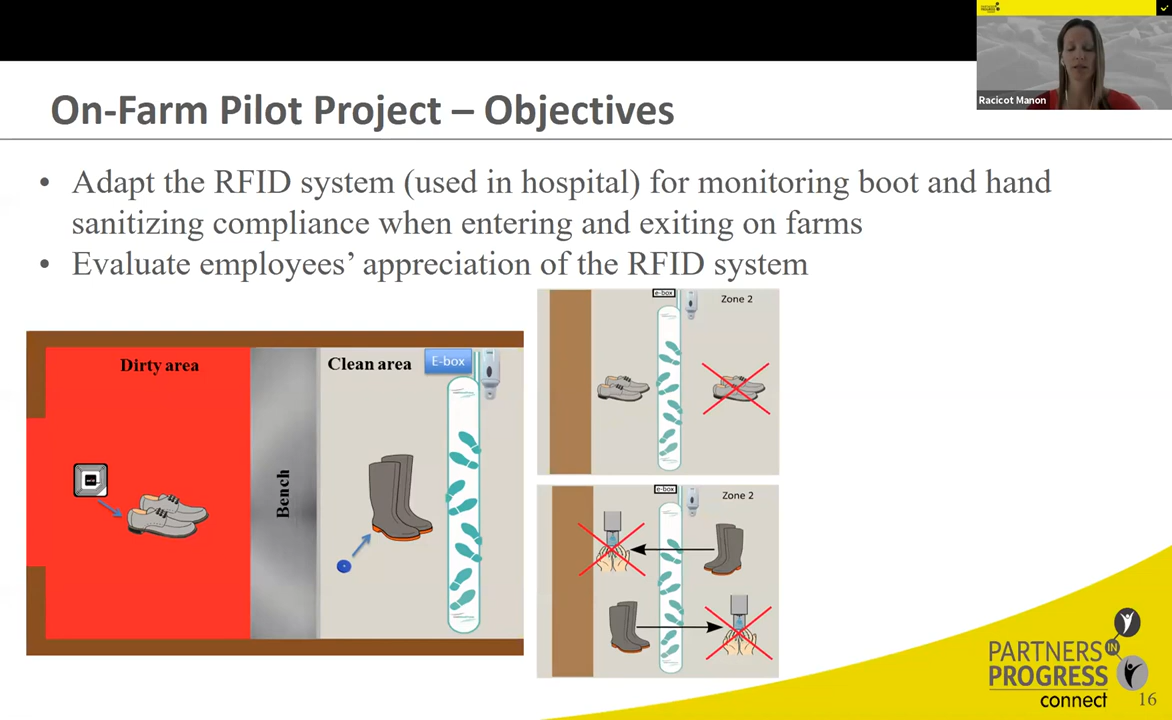 Racicot Manon
On-Farm Pilot Project – Objectives
• Adapt the RFID system (used in hospital) for monitoring boot and hand
sanitizing compliance when entering and exiting on farms
• Evaluate employees' appreciation of the RFID system
Dirty area
Bench
Clean area
E-box
e-box
Zone 2
e-box
Zone 2
PARTNERS IN
PROGRESS
connect
16